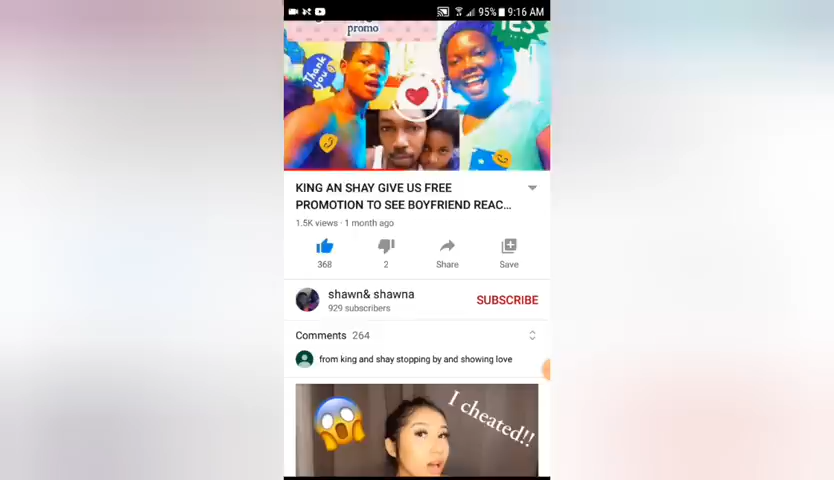 95% 9:16 AM
promo
YES
Thank
you
KING AN SHAY GIVE US FREE
PROMOTION TO SEE BOYFRIEND REAC...
1.5K views · 1 month ago
368
2
Share
Save
shawn& shawna
929 subscribers
SUBSCRIBE
Comments 264
from king and shay stopping by and showing love
I cheated!!